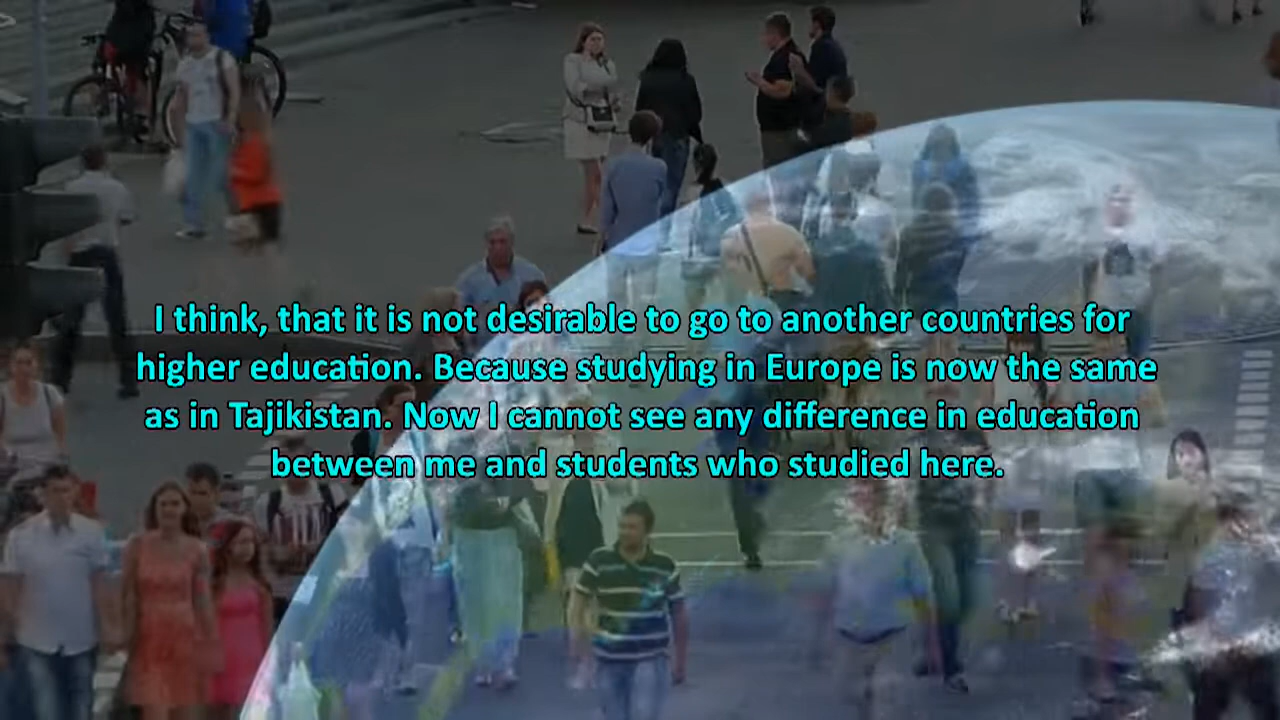 I think, that it is not desirable to go to another countries for
higher education. Because studying in Europe is now the same
as in Tajikistan. Now I cannot see any difference in education
between me and students who studied here.